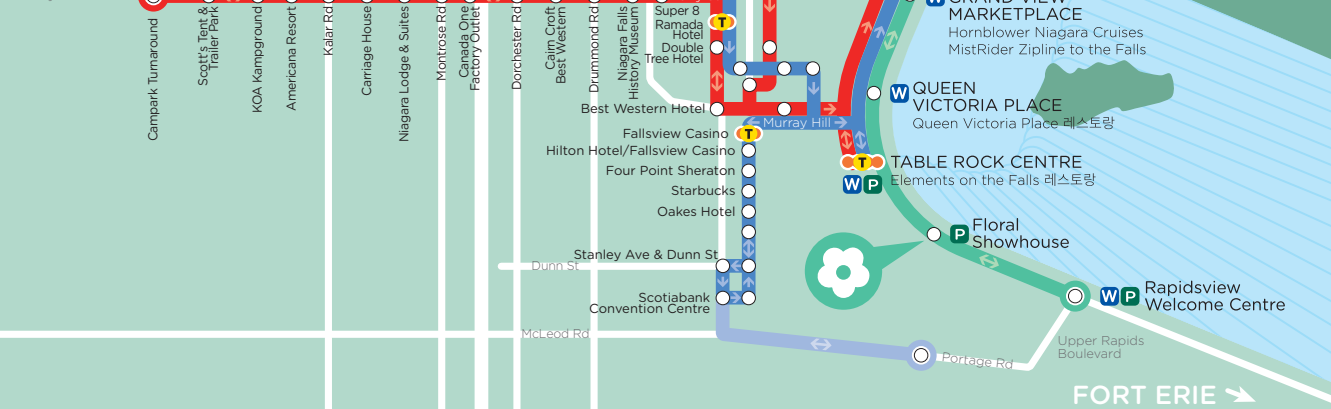 Campark Turnaround
Scott's Tent &
Trailer Park
KOA Kampground
Americana Resort
Kalar Rd
Carriage House
Niagara Lodge & Suites
Montrose Rd
Canada One
Factory Outlet
Dorchester Rd
Cairn Croft
Best Western
Drummond Rd
Niagara Falls
History Museum
Super 8
Ramada
Hotel
Double
Tree Hotel
T
Best Western Hotel
Murray Hill
Fallsview Casino
T
Hilton Hotel/Fallsview Casino
Four Point Sheraton
Starbucks
Oakes Hotel
Stanley Ave & Dunn St
Dunn St
Scotiabank
Convention Centre
McLeod Rd
W GRAND VIEW
MARKETPLACE
Hornblower Niagara Cruises
MistRider Zipline to the Falls
W QUEEN
VICTORIA PLACE
Queen Victoria Place 레스토랑
T TABLE ROCK CENTRE
W P Elements on the Falls 레스토랑
P Floral
Showhouse
W P Rapidsview
Welcome Centre
Upper Rapids
Boulevard
Portage Rd
FORT ERIE